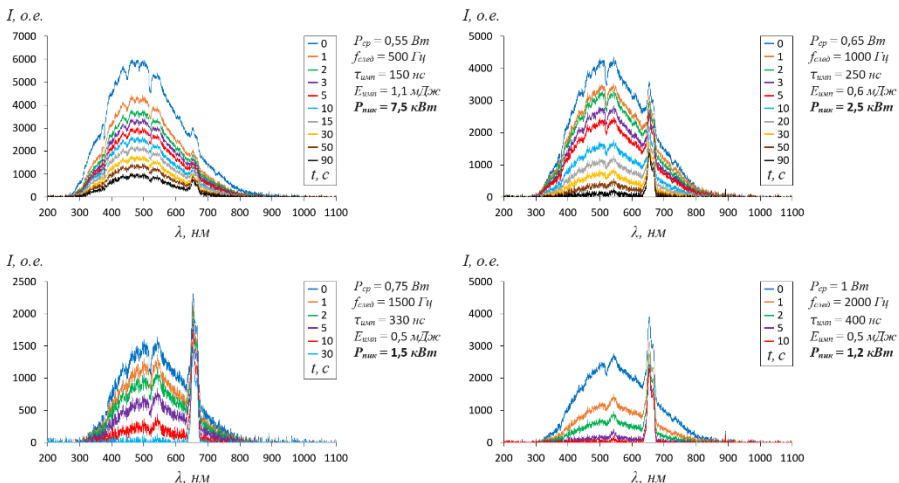 I, о.е.
7000
6000
5000
4000
3000
2000
1000
0
200 300 400 500 600 700 800 900 1000 1100
λ, нм
0
1
2
3
5
10
15
30
50
90
t, с
Pср = 0,55 Вт
fслед = 500 Гц
τимп = 150 нс
Eимп = 1,1 мДж
Pпик = 7,5 кВт
I, о.е.
5000
4000
3000
2000
1000
0
200 300 400 500 600 700 800 900 1000 1100
λ, нм
0
1
2
3
5
10
20
30
50
90
t, с
Pср = 0,65 Вт
fслед = 1000 Гц
τимп = 250 нс
Eимп = 0,6 мДж
Pпик = 2,5 кВт
I, о.е.
2500
2000
1500
1000
500
0
200 300 400 500 600 700 800 900 1000 1100
λ, нм
0
1
2
5
10
30
t, с
Pср = 0,75 Вт
fслед = 1500 Гц
τимп = 330 нс
Eимп = 0,5 мДж
Pпик = 1,5 кВт
I, о.е.
5000
4000
3000
2000
1000
0
200 300 400 500 600 700 800 900 1000 1100
λ, нм
0
1
2
5
10
t, с
Pср = 1 Вт
fслед = 2000 Гц
τимп = 400 нс
Eимп = 0,5 мДж
Pпик = 1,2 кВт